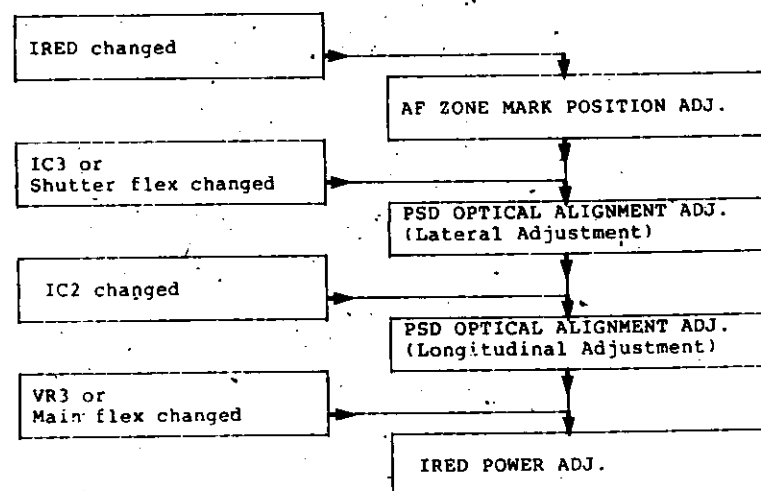 IRED changed
AF ZONE MARK POSITION ADJ.
IC3 or
Shutter flex changed
PSD OPTICAL ALIGNMENT ADJ.
(Lateral Adjustment)
IC2 changed
PSD OPTICAL ALIGNMENT ADJ.
(Longitudinal Adjustment)
VR3 or
Main flex changed
IRED POWER ADJ.